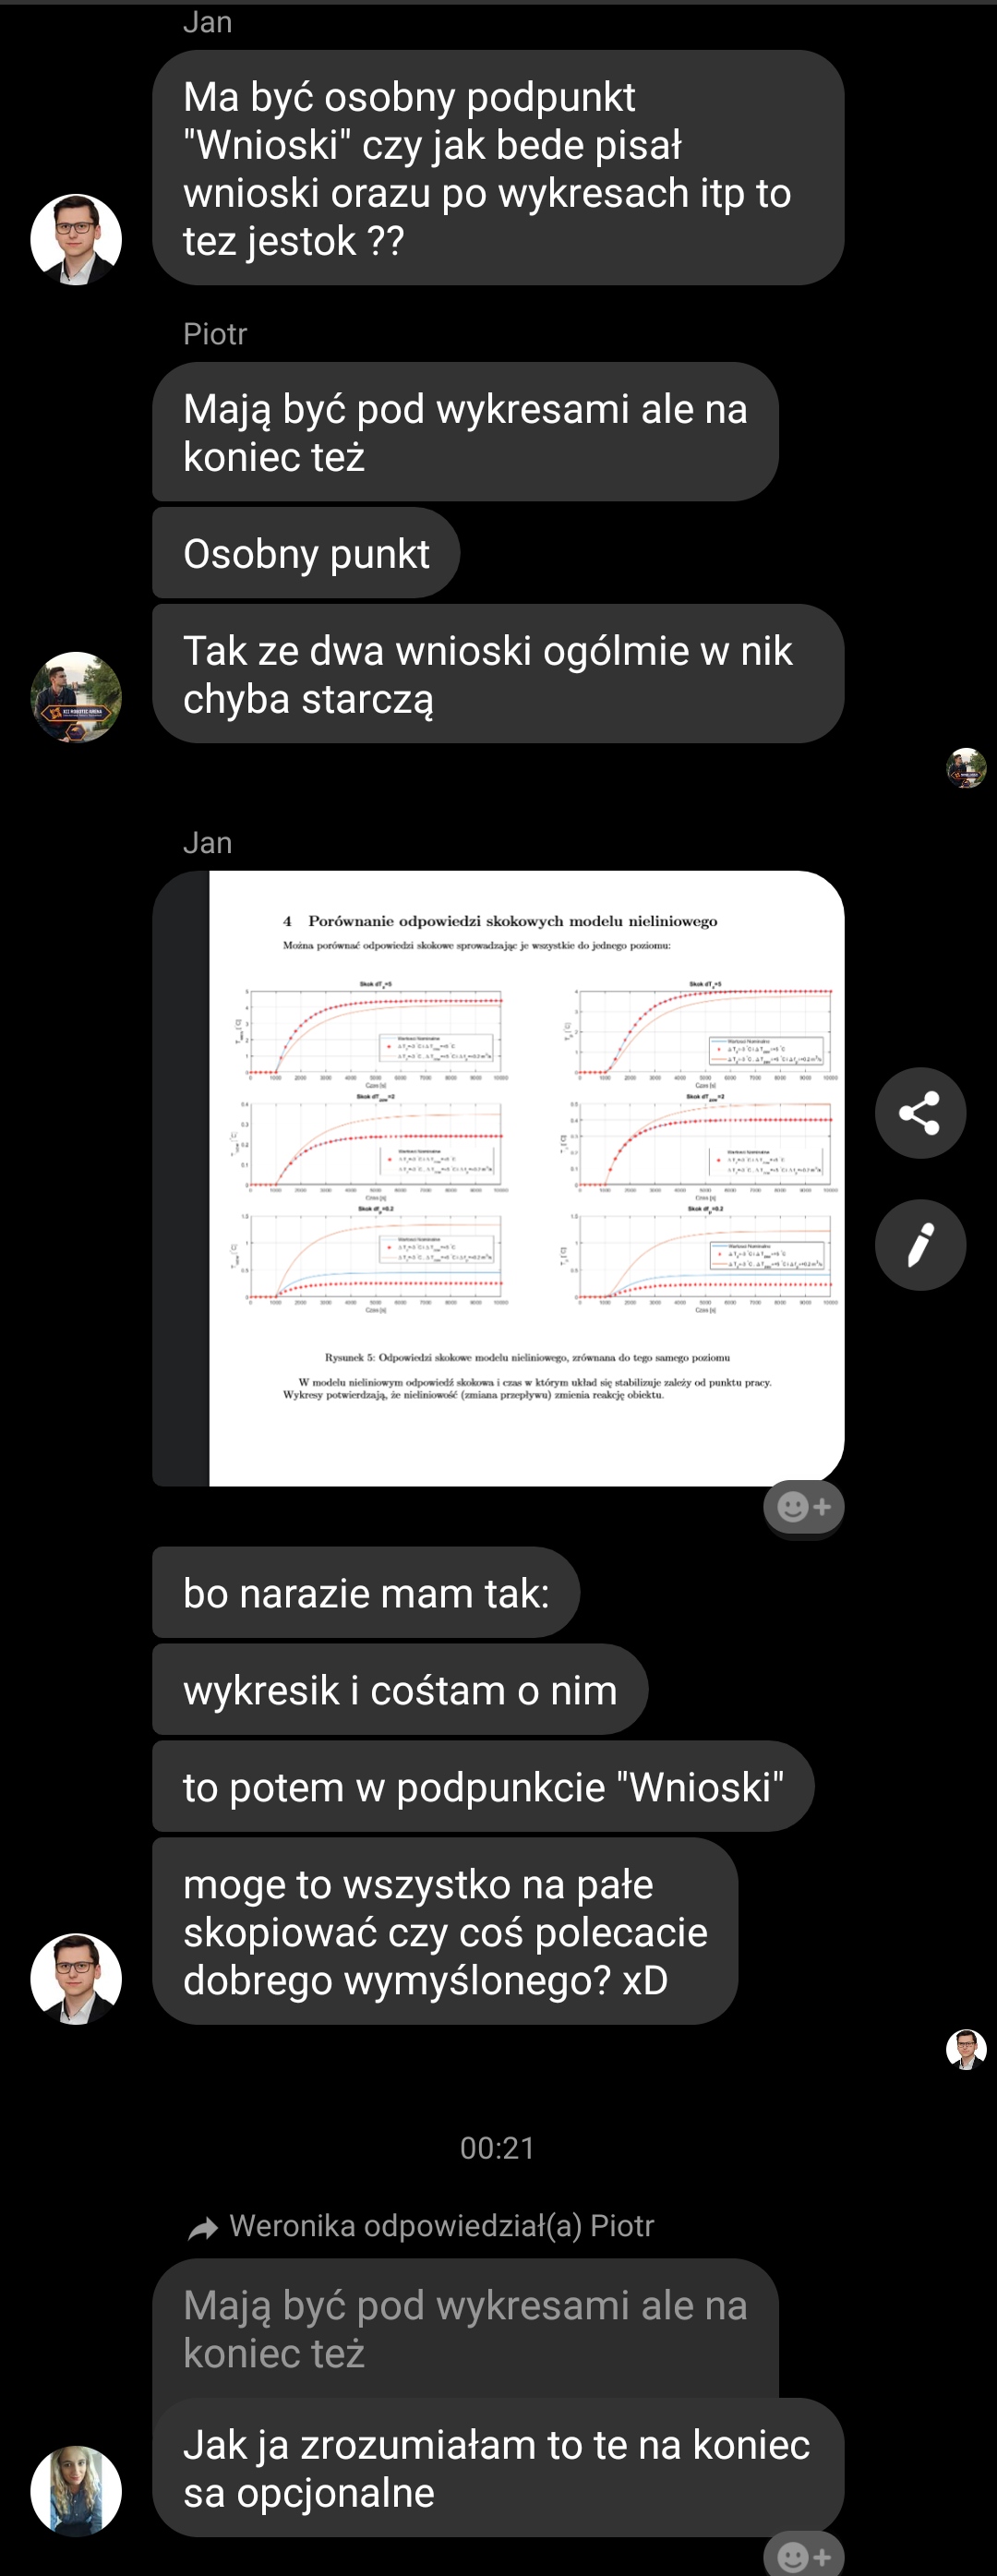 Jan
Ma być osobny podpunkt
"Wnioski" czy jak bede pisał
wnioski orazu po wykresach itp to
tez jestok ??
Piotr
Mają być pod wykresami ale na
koniec też
Osobny punkt
Tak ze dwa wnioski ogólmie w nik
chyba starczą
Jan
4 Porównanie odpowiedzi skokowych modelu nieliniowego
Można porównać odpowiedzi skokowe sprowadzając je wszystkie do jednego poziomu:
Czas [s]
Czas [s]
Czas [s]
Czas [s]
Czas [s]
Czas [s]
Rysunek 5: Odpowiedzi skokowe modelu nieliniowego, zrównana do tego samego poziomu
W modelu nieliniowym odpowiedź skokowa i czas w którym układ się stabilizuje zależy od punktu pracy.
Wykresy potwierdzają, że nieliniowość (zmiana przepływu) zmienia reakcję obiektu.
bo narazie mam tak:
wykresik i cośtam o nim
to potem w podpunkcie "Wnioski"
moge to wszystko na pałe
skopiować czy coś polecacie
dobrego wymyślonego? xD
00:21
Weronika odpowiedział(a) Piotr
Mają być pod wykresami ale na
koniec też
Jak ja zrozumiałam to te na koniec
sa opcjonalne